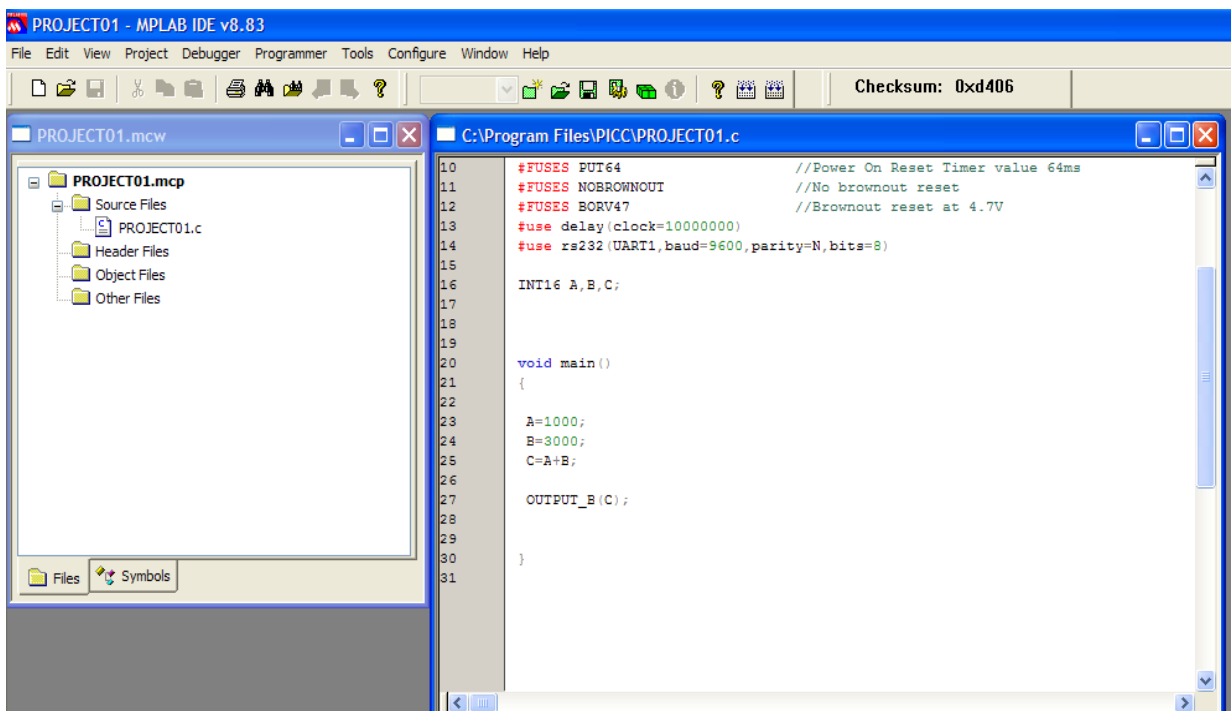 PROJECT01 - MPLAB IDE v8.83
File Edit View Project Debugger Programmer Tools Configure Window Help
Checksum: 0xd406
PROJECT01.mcw
PROJECT01.mcp
Source Files
PROJECT01.c
Header Files
Object Files
Other Files
Files Symbols
C:\Program Files\PICC\PROJECT01.c
10 #FUSES PUT64 //Power On Reset Timer value 64ms
11 #FUSES NOBROWNOUT //No brownout reset
12 #FUSES BORV47 //Brownout reset at 4.7V
13 #use delay(clock=10000000)
14 #use rs232(UART1,baud=9600,parity=N,bits=8)
15
16 INT16 A,B,C;
17
18
19
20 void main()
21 {
22
23 A=1000;
24 B=3000;
25 C=A+B;
26
27 OUTPUT_B(C);
28
29
30 }
31